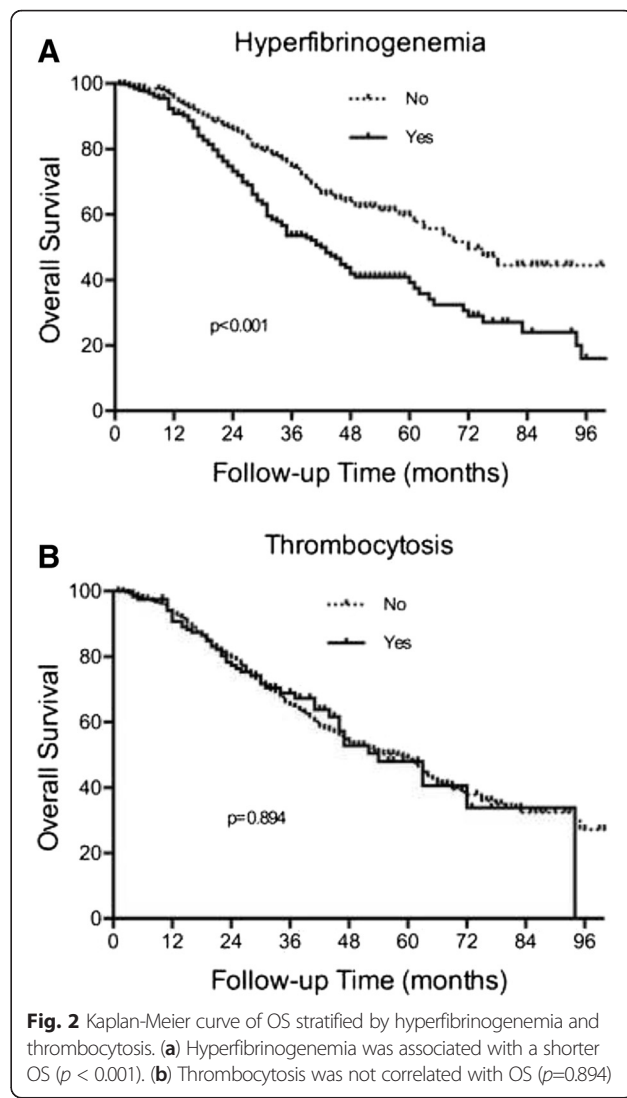 A
Hyperfibrinogenemia
No
Yes
100
80
60
40
20
0
Overall Survival
p<0.001
0 12 24 36 48 60 72 84 96
Follow-up Time (months)
B
Thrombocytosis
No
Yes
100
80
60
40
20
0
Overall Survival
p=0.894
0 12 24 36 48 60 72 84 96
Follow-up Time (months)
Fig. 2 Kaplan-Meier curve of OS stratified by hyperfibrinogenemia and
thrombocytosis. (a) Hyperfibrinogenemia was associated with a shorter
OS (p < 0.001). (b) Thrombocytosis was not correlated with OS (p=0.894)